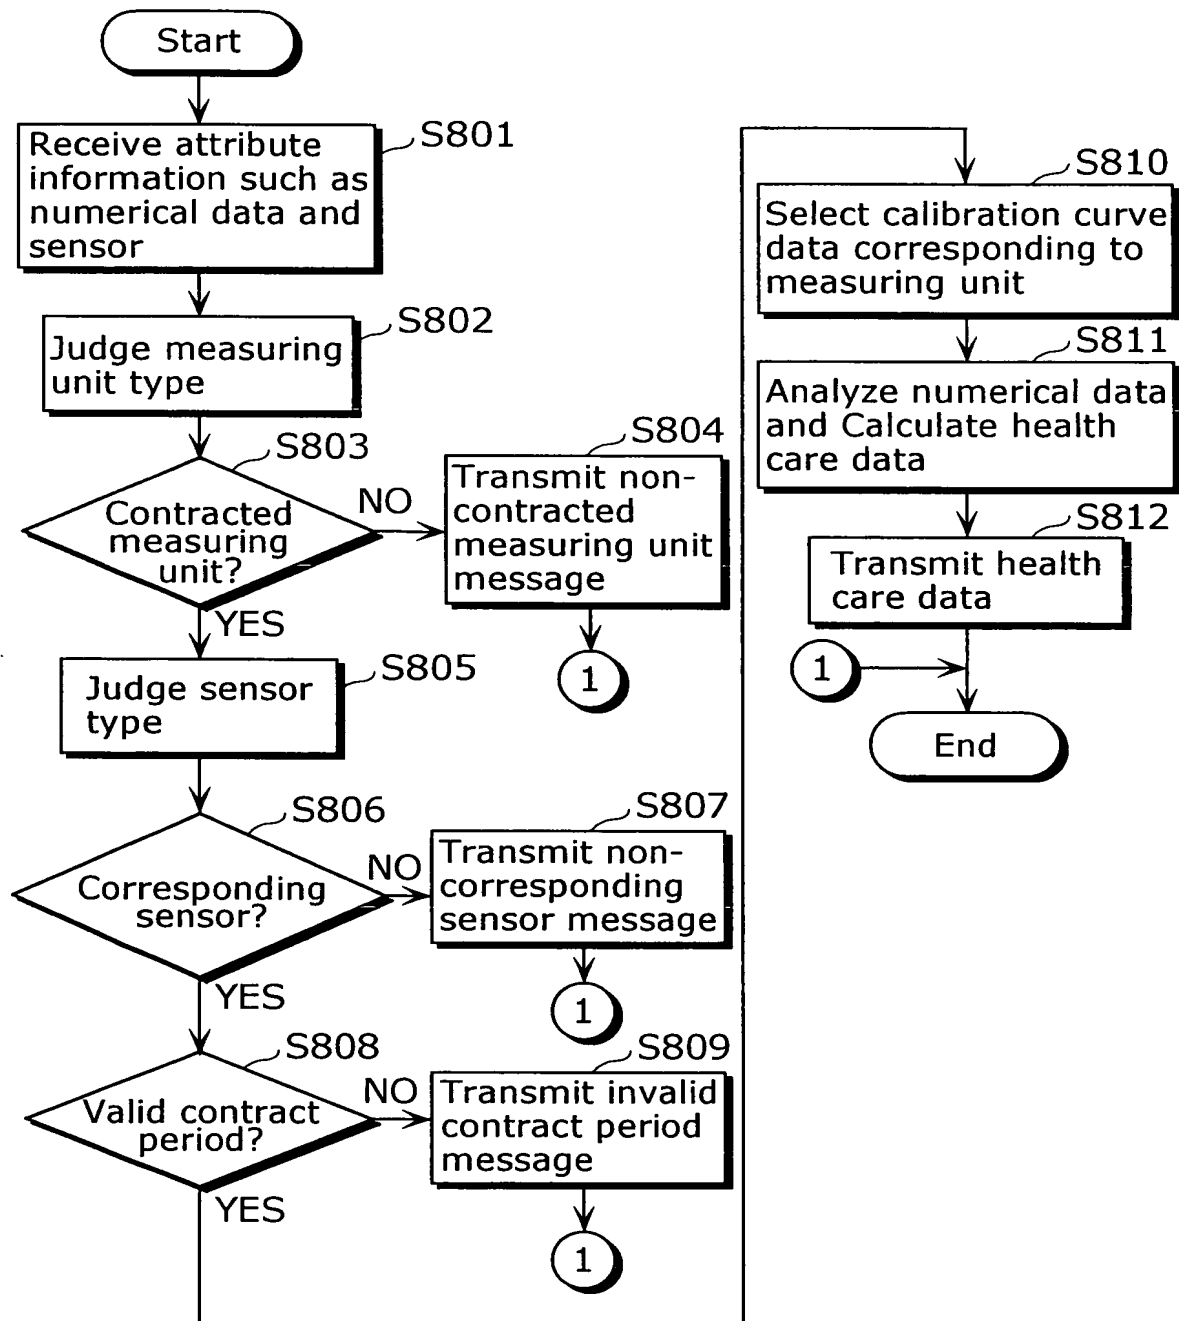 Start
S801
Receive attribute
information such as
numerical data and
sensor
S802
Judge measuring
unit type
S803
Contracted
measuring
unit?
NO
YES
S804
Transmit non-
contracted
measuring unit
message
1
S805
Judge sensor
type
S806
Corresponding
sensor?
NO
YES
S807
Transmit non-
corresponding
sensor message
1
S808
Valid contract
period?
NO
YES
S809
Transmit invalid
contract period
message
1
S810
Select calibration curve
data corresponding to
measuring unit
S811
Analyze numerical data
and Calculate health
care data
S812
Transmit health
care data
1
End